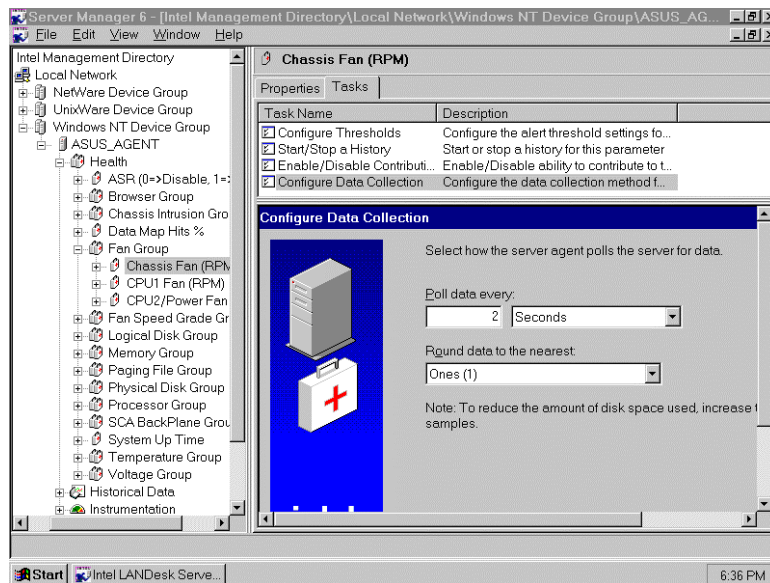 Server Manager 6 - [Intel Management Directory\Local Network\Windows NT Device Group\ASUS_AG...
File Edit View Window Help
Intel Management Directory
Local Network
NetWare Device Group
UnixWare Device Group
Windows NT Device Group
ASUS_AGENT
Health
ASR (0=>Disable, 1=>
Browser Group
Chassis Intrusion Gro
Data Map Hits %
Fan Group
Chassis Fan (RPM
CPU1 Fan (RPM)
CPU2/Power Fan
Fan Speed Grade Gr
Logical Disk Group
Memory Group
Paging File Group
Physical Disk Group
Processor Group
SCA BackPlane Grou
System Up Time
Temperature Group
Voltage Group
Historical Data
Instrumentation
Chassis Fan (RPM)
Properties Tasks
Task Name Description
Configure Thresholds Configure the alert threshold settings fo...
Start/Stop a History Start or stop a history for this parameter
Enable/Disable Contributi... Enable/Disable ability to contribute to t...
Configure Data Collection Configure the data collection method f...
Configure Data Collection
Select how the server agent polls the server for data.
Poll data every:
2 Seconds
Round data to the nearest:
Ones (1)
Note: To reduce the amount of disk space used, increase t
samples.
Start Intel LANDesk Serve... 6:36 PM